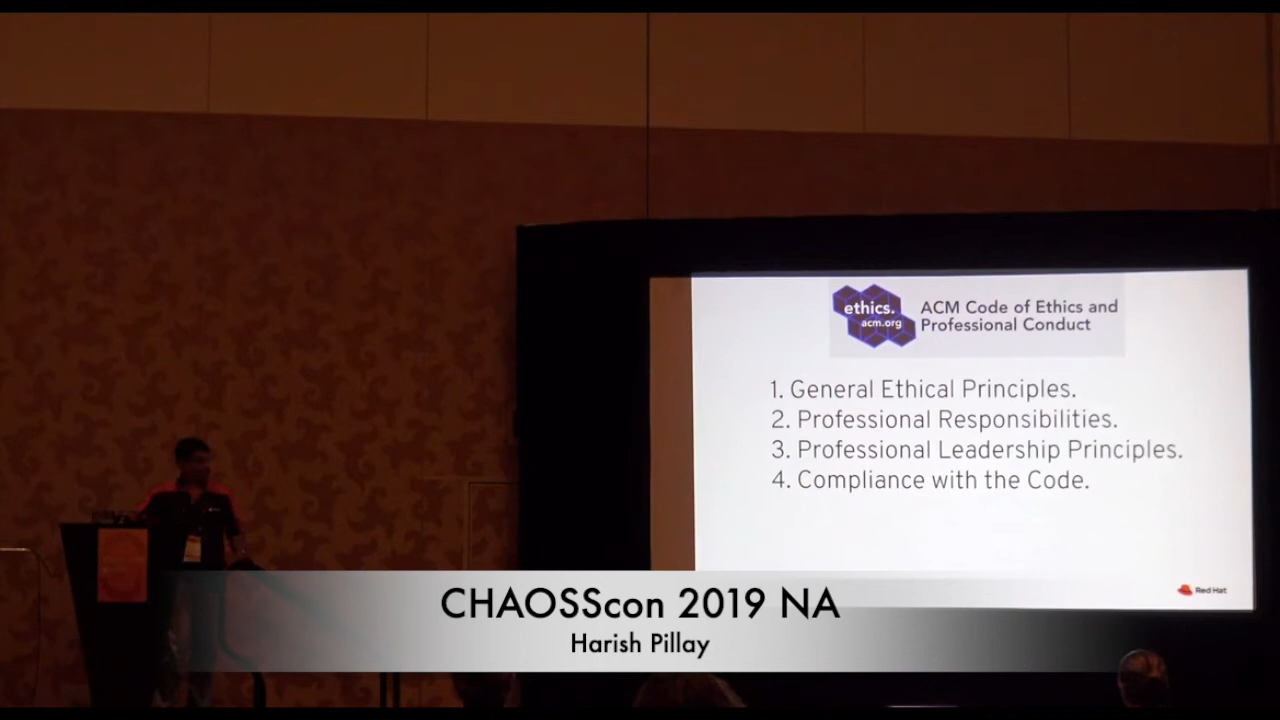 ethics.
acm.org
ACM Code of Ethics and
Professional Conduct
1. General Ethical Principles.
2. Professional Responsibilities.
3. Professional Leadership Principles.
4. Compliance with the Code.
Red Hat
CHAOSScon 2019 NA
Harish Pillay